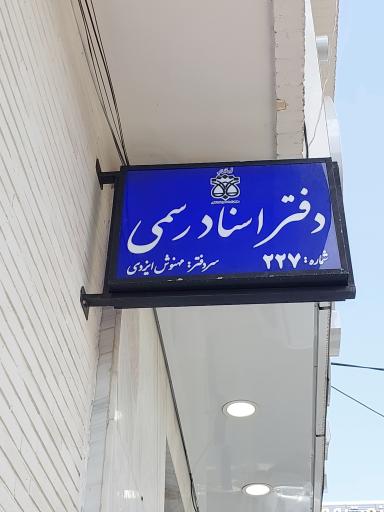 دفتر اسناد رسمی
شماره: ۲۲۷ سردفتر: مهنوش ایزدی